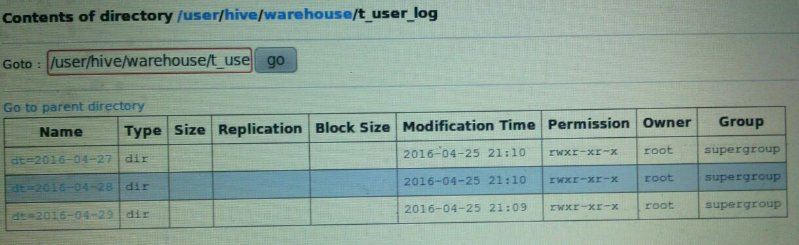 Contents of directory /user/hive/warehouse/t_user_log
Goto : /user/hive/warehouse/t_use go
Go to parent directory
Name Type Size Replication Block Size Modification Time Permission Owner Group
dt=2016-04-27 dir 2016-04-25 21:10 rwxr-xr-x root supergroup
dt=2016-04-28 dir 2016-04-25 21:10 rwxr-xr-x root supergroup
dt=2016-04-29 dir 2016-04-25 21:09 rwxr-xr-x root supergroup